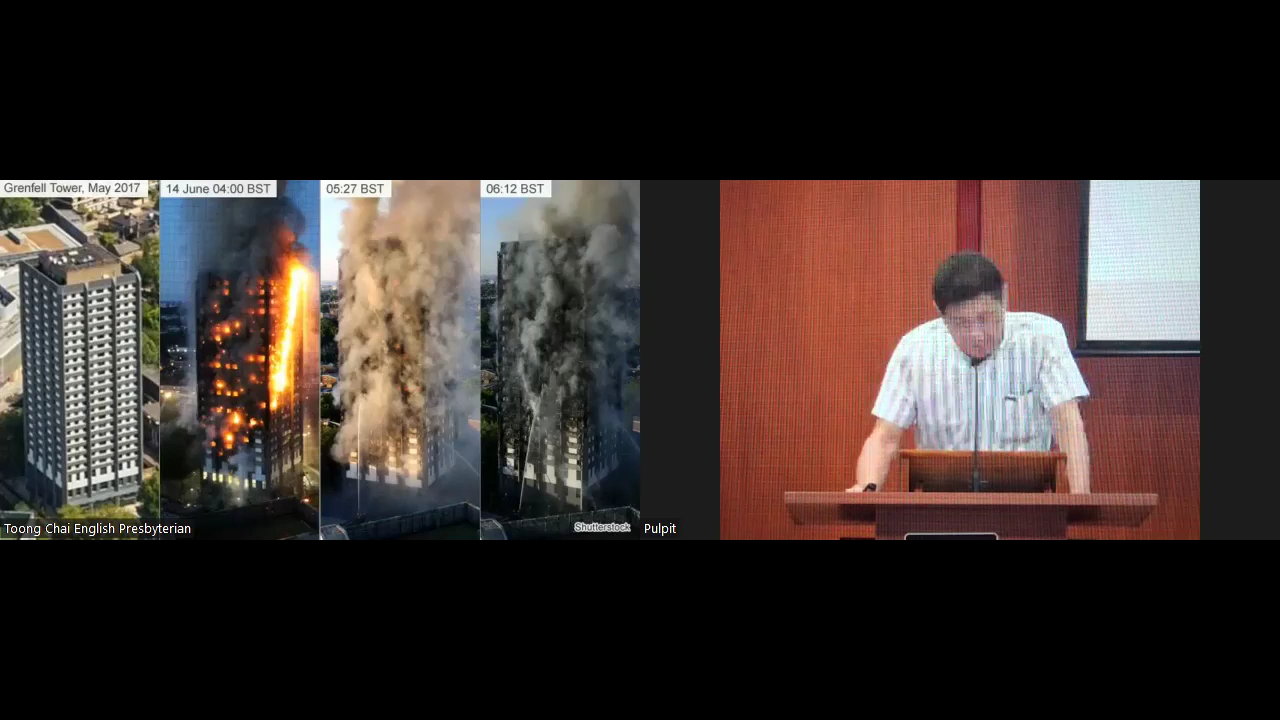 Grenfell Tower, May 2017
14 June 04:00 BST
05:27 BST
06:12 BST
Shutterstock
Toong Chai English Presbyterian
Pulpit